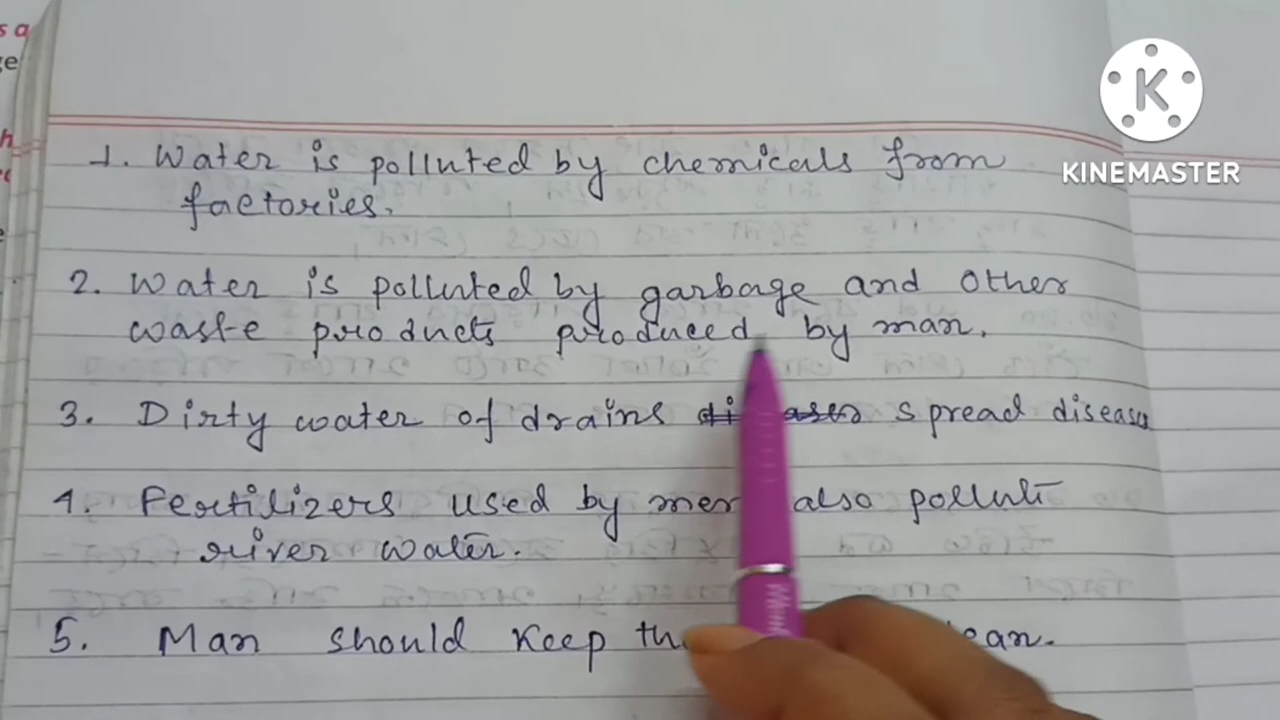 1. Water is polluted by chemicals from
factories.
2. Water is polluted by garbage and other
waste products produced by man.
3. Dirty water of drains spread diseases
4. Fertilizers used by men also pollute
river water.
5. Man should keep
KINEMASTER